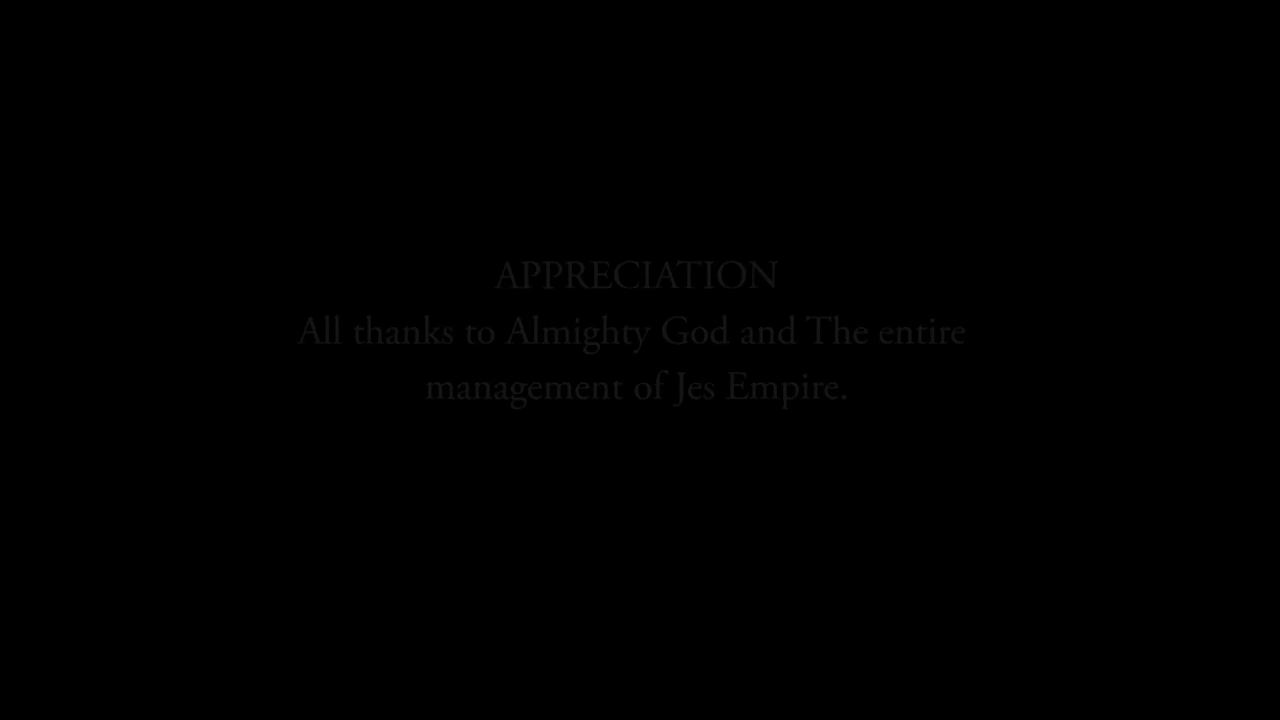 APPRECIATION
All thanks to Almighty God and The entire
management of Jes Empire.